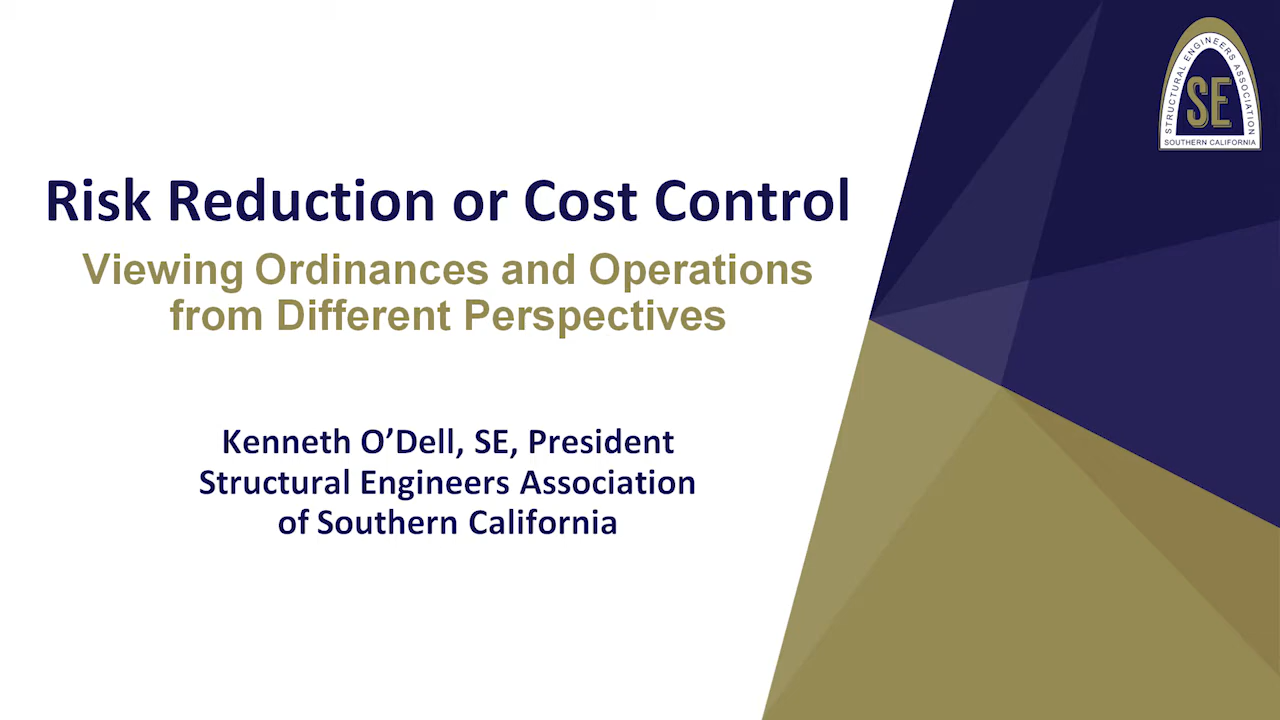 Risk Reduction or Cost Control
Viewing Ordinances and Operations
from Different Perspectives
Kenneth O’Dell, SE, President
Structural Engineers Association
of Southern California
STRUCTURAL ENGINEERS ASSOCIATION
SE
SOUTHERN CALIFORNIA